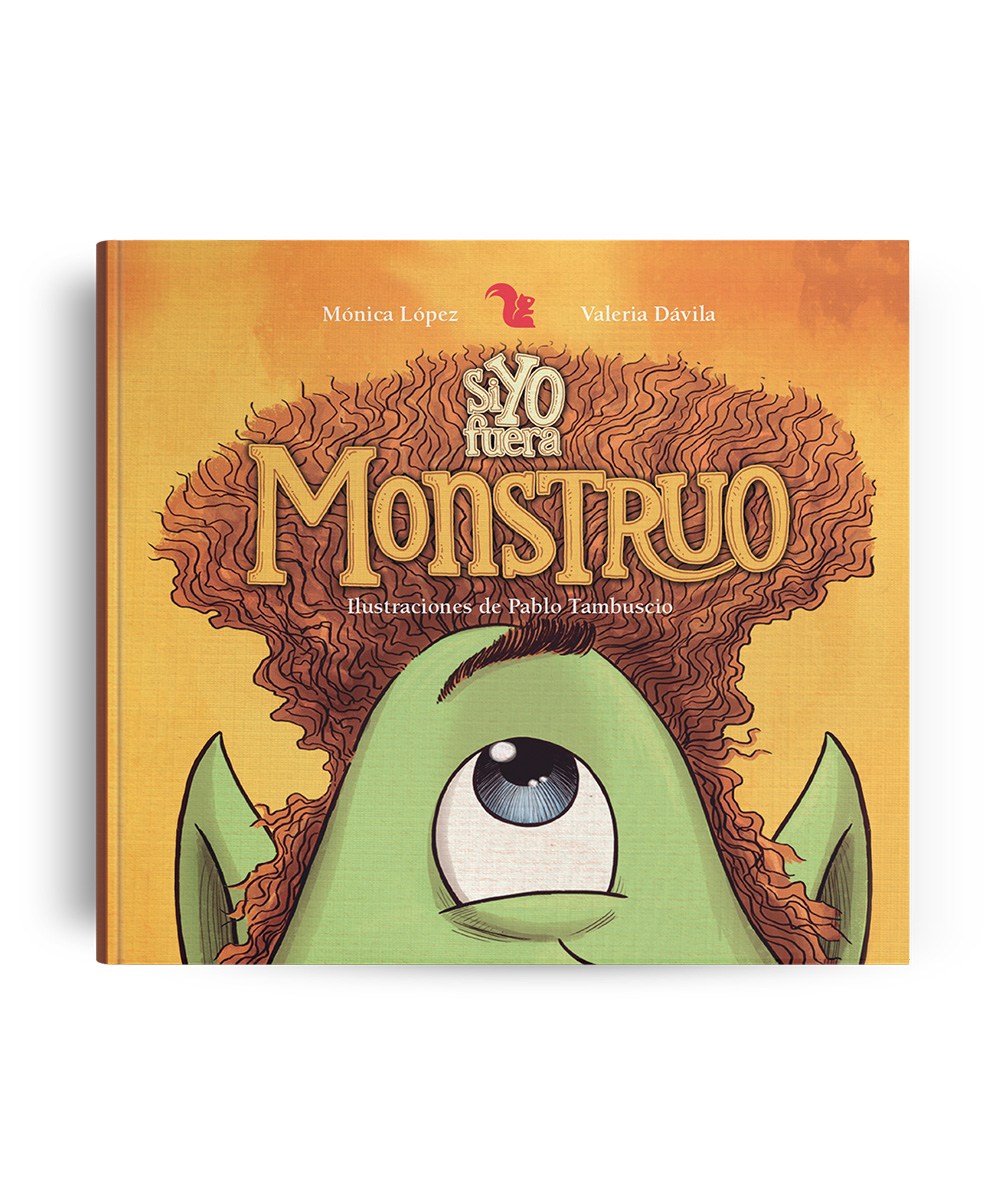 Mónica López
Valeria Dávila
Si YO
fuera
MONSTRUO
Ilustraciones de Pablo Tambuscio